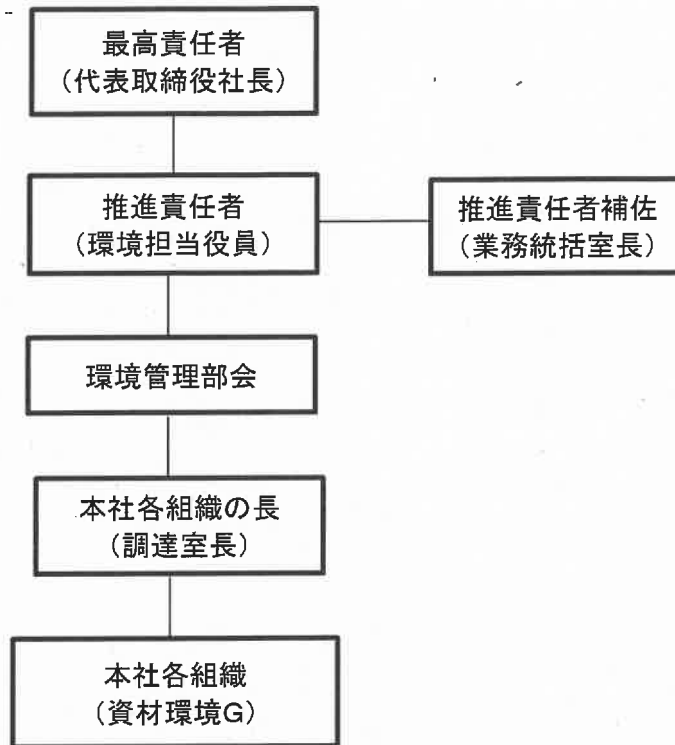 最高責任者
（代表取締役社長）
推進責任者
（環境担当役員）
推進責任者補佐
（業務統括室長）
環境管理部会
本社各組織の長
（調達室長）
本社各組織
（資材環境G）